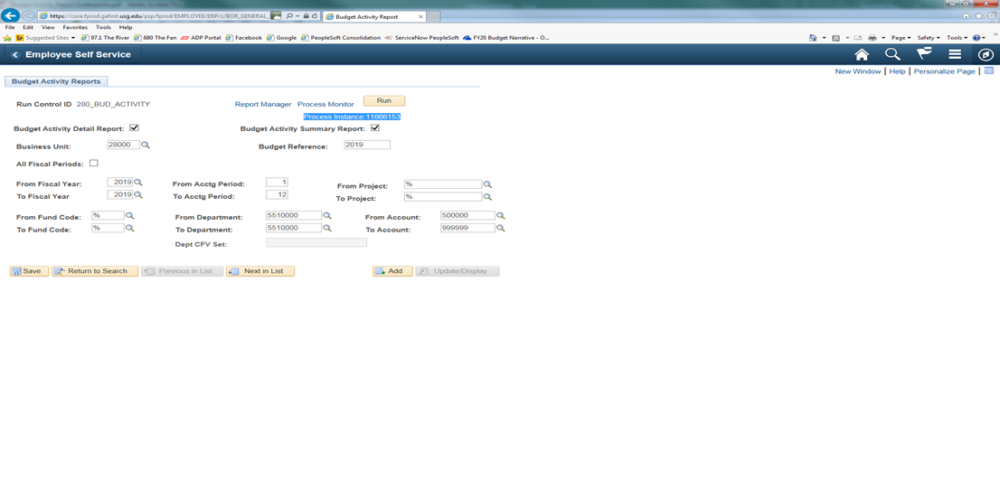 https://core.fprod.gafirst.usg.edu/psp/fprod/EMPLOYEE/ERP/c/BOR_GENERAL_
Budget Activity Report
File Edit View Favorites Tools Help
Suggested Sites 97.1 The River 680 The Fan ADP Portal Facebook Google PeopleSoft Consolidation ServiceNow PeopleSoft FY20 Budget Narrative - O...
Page Safety Tools
Employee Self Service
New Window | Help | Personalize Page |
Budget Activity Reports
Run Control ID 280_BUD_ACTIVITY Report Manager Process Monitor Run
Process Instance:11866153
Budget Activity Detail Report: Budget Activity Summary Report:
Business Unit: 28000 Budget Reference: 2019
All Fiscal Periods:
From Fiscal Year: 2019 From Acctg Period: 1 From Project: %
To Fiscal Year 2019 To Acctg Period: 12 To Project: %
From Fund Code: % From Department: 5510000 From Account: 500000
To Fund Code: % To Department: 5510000 To Account: 999999
Dept CFV Set:
Save Return to Search Previous in List Next in List Add Update/Display